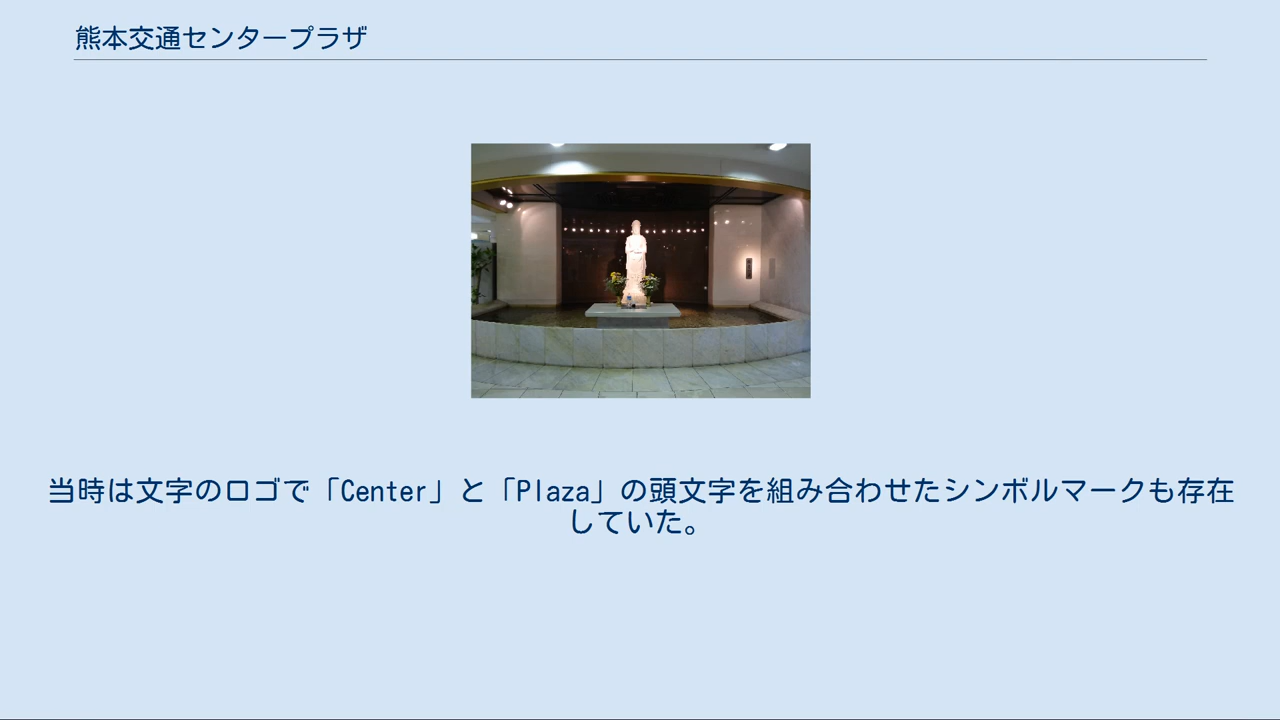 熊本交通センタープラザ
当時は文字のロゴで「Center」と「Plaza」の頭文字を組み合わせたシンボルマークも存在
していた。